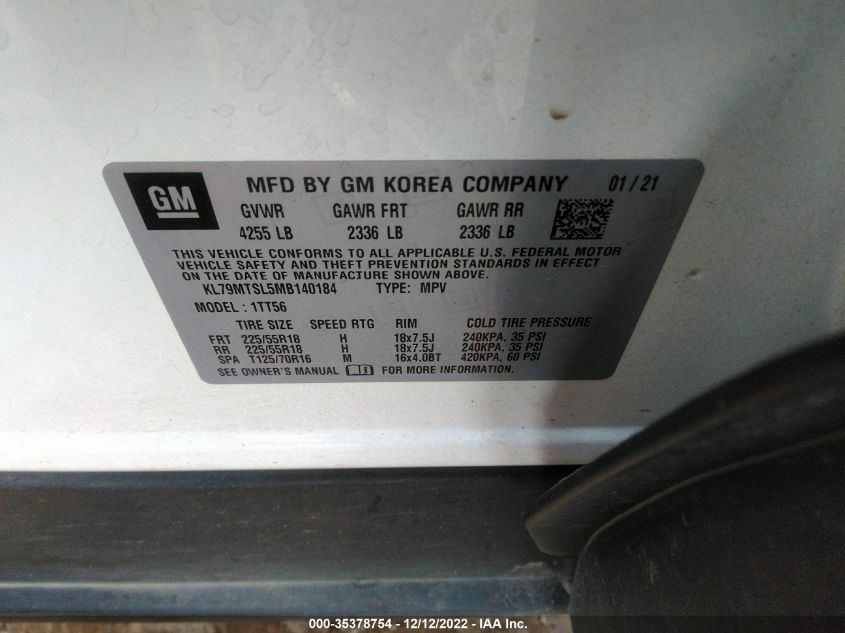 GM MFD BY GM KOREA COMPANY 01/21
GVWR GAWR FRT GAWR RR
4255 LB 2336 LB 2336 LB
THIS VEHICLE CONFORMS TO ALL APPLICABLE U.S. FEDERAL MOTOR
VEHICLE SAFETY AND THEFT PREVENTION STANDARDS IN EFFECT
ON THE DATE OF MANUFACTURE SHOWN ABOVE.
KL79MTSL5MB140184 TYPE: MPV
MODEL : 1TT56
TIRE SIZE SPEED RTG RIM COLD TIRE PRESSURE
FRT 225/55R18 H 18x7.5J 240KPA, 35 PSI
RR 225/55R18 H 18x7.5J 240KPA, 35 PSI
SPA T125/70R16 M 16x4.0BT 420KPA, 60 PSI
SEE OWNER'S MANUAL FOR MORE INFORMATION.
000-35378754 - 12/12/2022 - IAA Inc.